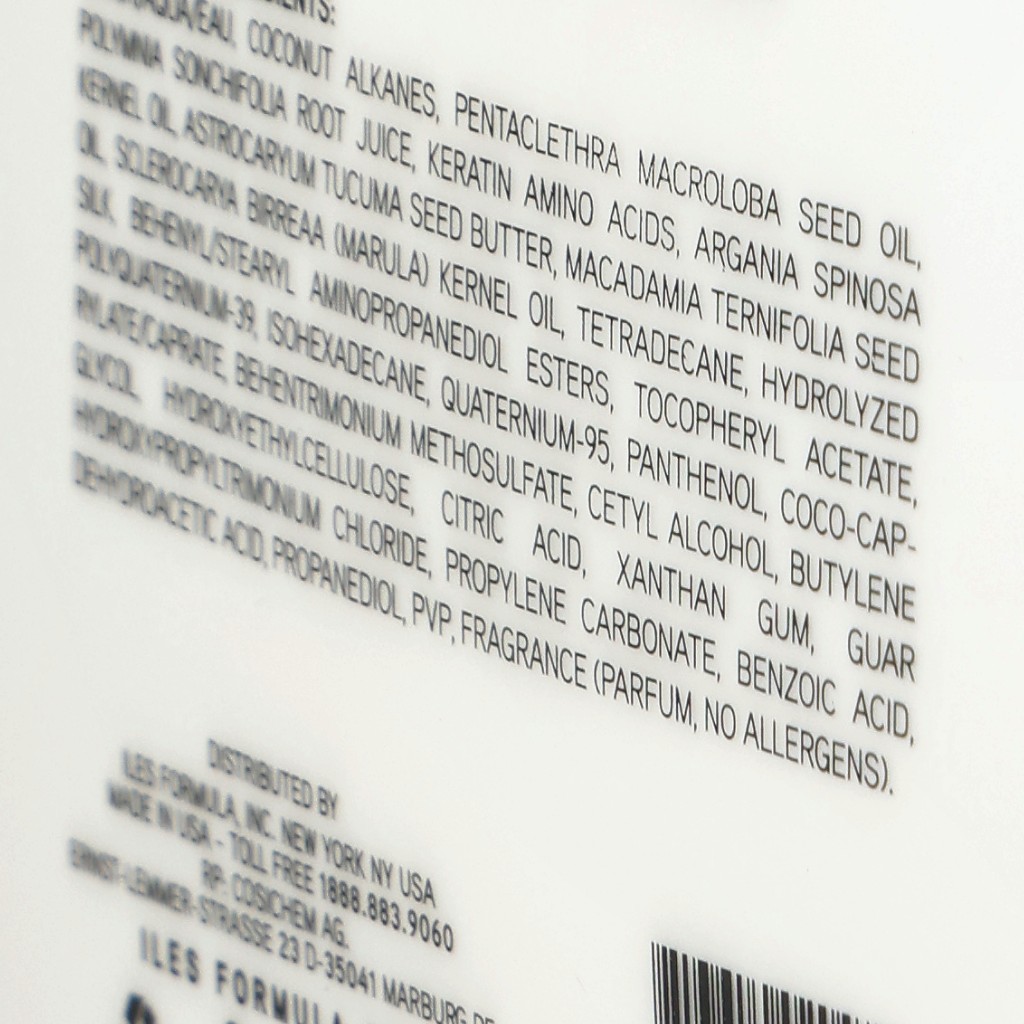 COCONUT ALKANES, PENTACLETHRA MACROLOBA SEED OIL,
POLYMNIA SONCHIFOLIA ROOT JUICE, KERATIN AMINO ACIDS, ARGANIA SPINOSA
KERNEL OIL, ASTROCARYUM TUCUMA SEED BUTTER, MACADAMIA TERNIFOLIA SEED
OIL, SCLEROCARYA BIRREAA (MARULA) KERNEL OIL, TETRADECANE, HYDROLYZED
SILK, BEHENYL/STEARYL AMINOPROPANEDIOL ESTERS, TOCOPHERYL ACETATE,
POLYQUATERNIUM-39, ISOHEXADECANE, QUATERNIUM-95, PANTHENOL, COCO-CAP-
RYLATE/CAPRATE, BEHENTRIMONIUM METHOSULFATE, CETYL ALCOHOL, BUTYLENE
GLYCOL, HYDROXYETHYLCELLULOSE, CITRIC ACID, XANTHAN GUM, GUAR
HYDROXYPROPYLTRIMONIUM CHLORIDE, PROPYLENE CARBONATE, BENZOIC ACID,
DEHYDROACETIC ACID, PROPANEDIOL, PVP, FRAGRANCE (PARFUM, NO ALLERGENS).
DISTRIBUTED BY
ILES FORMULA, INC. NEW YORK NY USA
MADE IN USA - TOLL FREE 1888.883.9060
RP: COSICHEM AG.
ERNST-LEMMER-STRASSE 23 D-35041 MARBURG DE
ILES FORMULA